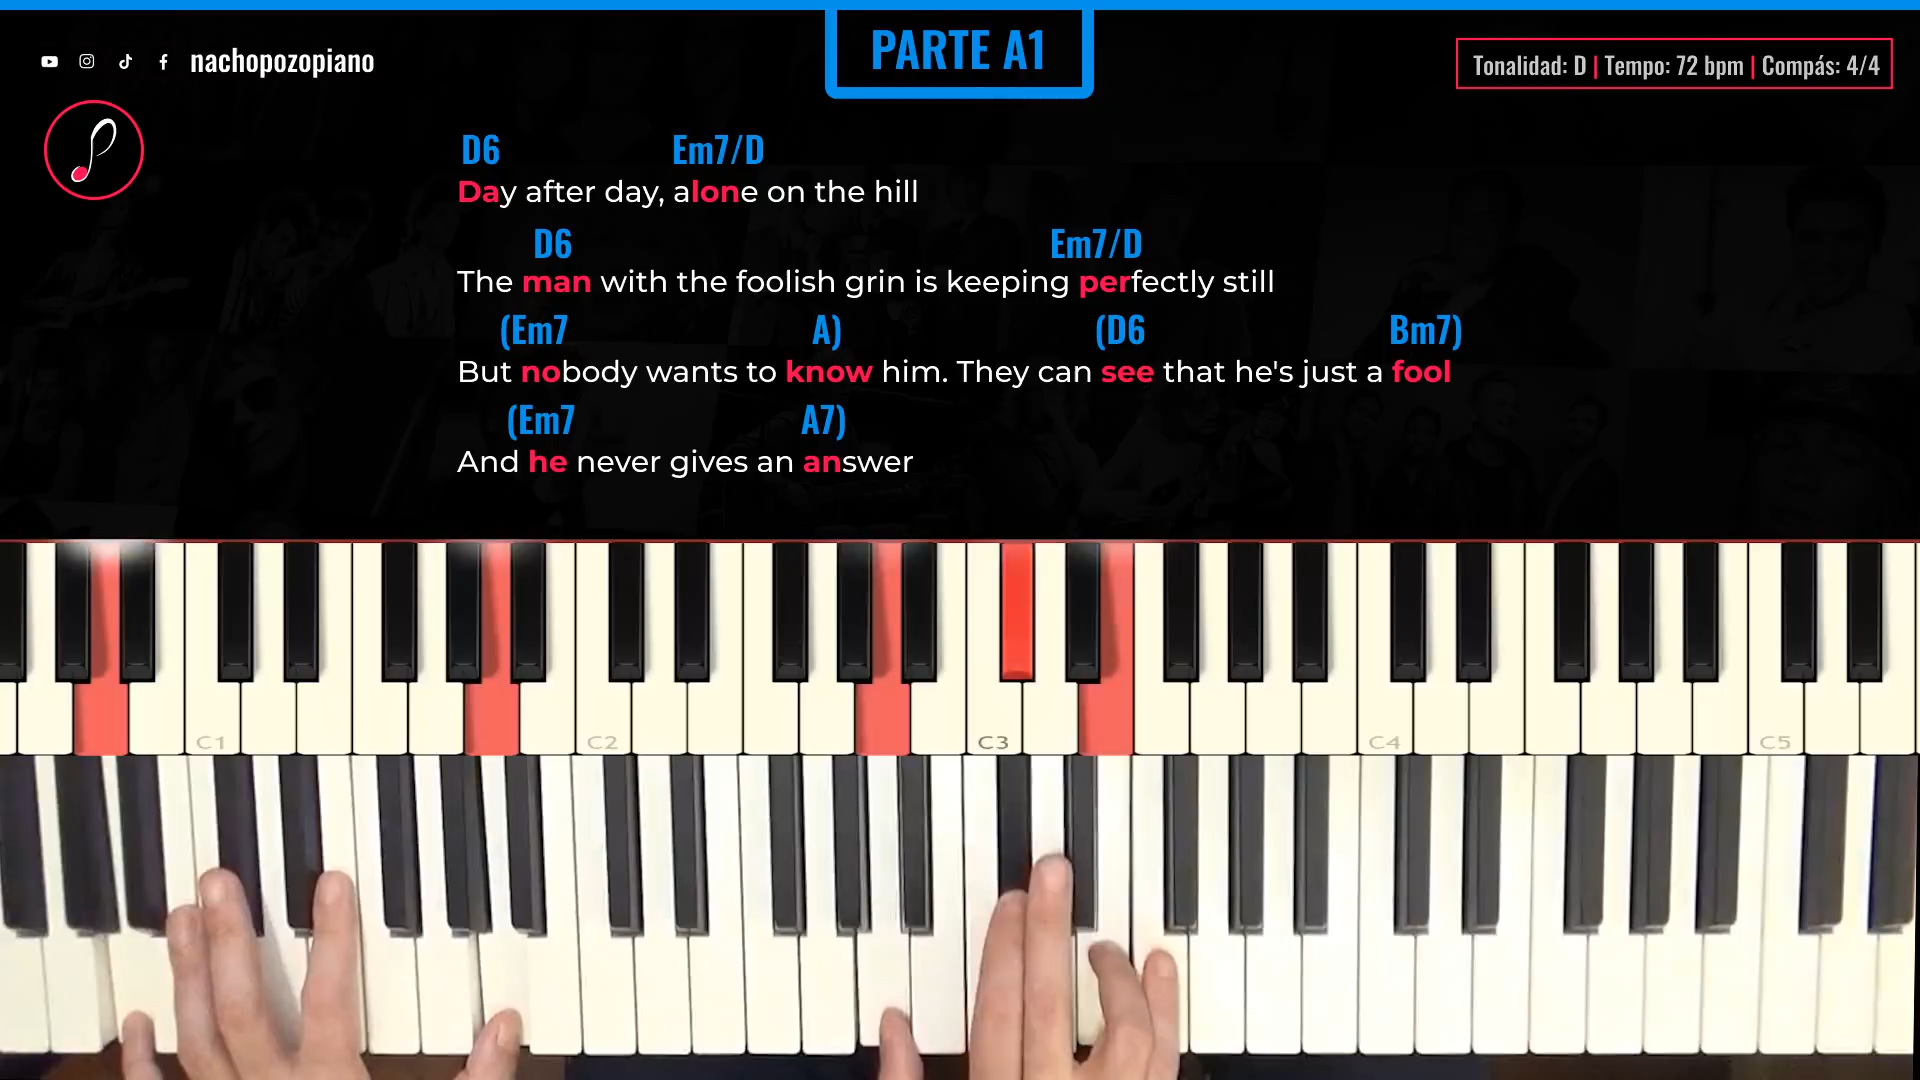 nachopozopiano
PARTE A1
Tonalidad: D | Tempo: 72 bpm | Compás: 4/4
D6 Em7/D
Day after day, alone on the hill
D6 Em7/D
The man with the foolish grin is keeping perfectly still
(Em7 A) (D6 Bm7)
But nobody wants to know him. They can see that he's just a fool
(Em7 A7)
And he never gives an answer
C1 C2 C3 C4 C5